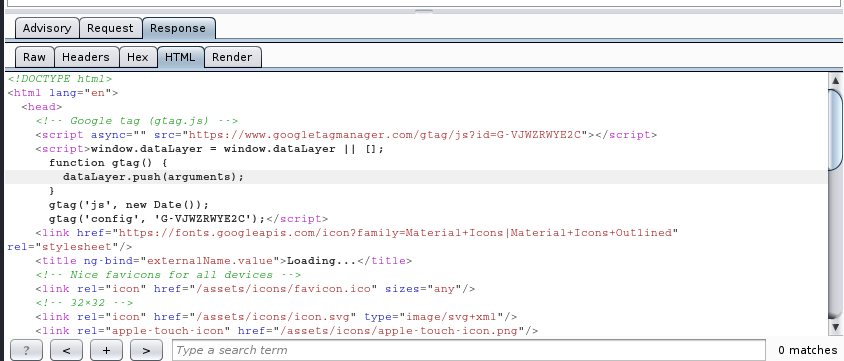 Advisory Request Response
Raw Headers Hex HTML Render
<!DOCTYPE html>
<html lang="en">
<head>
<!-- Google tag (gtag.js) -->
<script async="" src="https://www.googletagmanager.com/gtag/js?id=G-VJWZRWYE2C"></script>
<script>window.dataLayer = window.dataLayer || [];
function gtag() {
dataLayer.push(arguments);
}
gtag('js', new Date());
gtag('config', 'G-VJWZRWYE2C');</script>
<link href="https://fonts.googleapis.com/icon?family=Material+Icons|Material+Icons+Outlined"
rel="stylesheet"/>
<title ng-bind="externalName.value">Loading...</title>
<!-- Nice favicons for all devices -->
<link rel="icon" href="/assets/icons/favicon.ico" sizes="any"/>
<!-- 32×32 -->
<link rel="icon" href="/assets/icons/icon.svg" type="image/svg+xml"/>
<link rel="apple-touch-icon" href="/assets/icons/apple-touch-icon.png"/>
? < + > Type a search term 0 matches